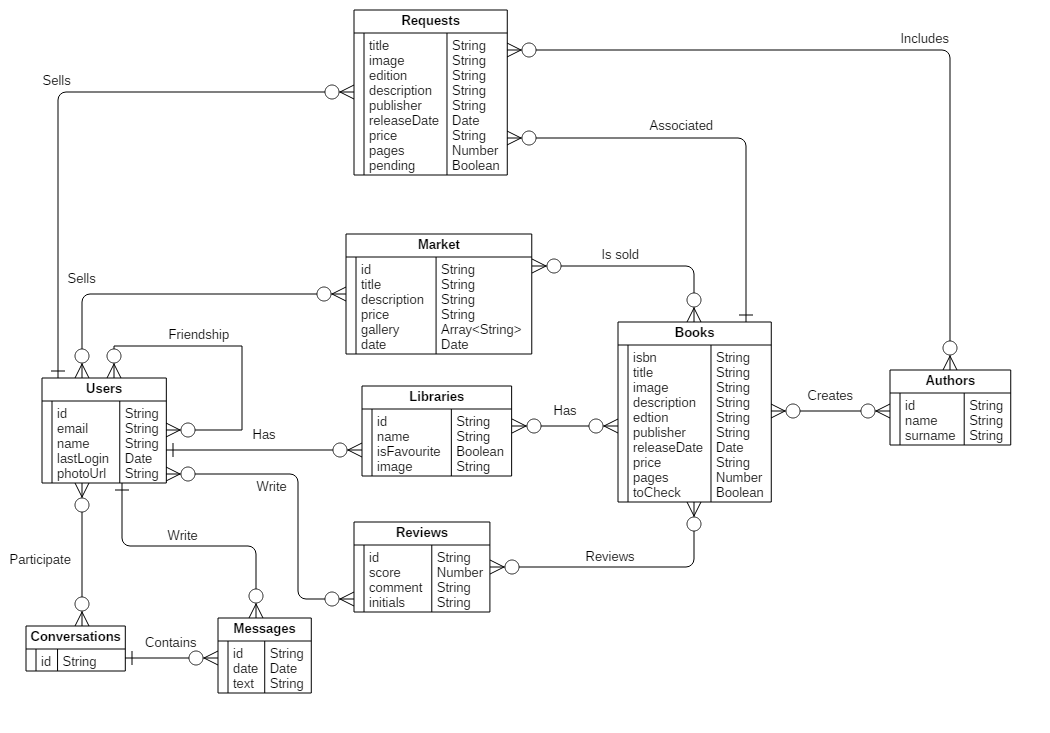 Requests
title String
image String
edition String
description String
publisher String
releaseDate Date
price String
pages Number
pending Boolean
Includes
Sells
Associated
Market
id String
title String
description String
price String
gallery Array<String>
date Date
Is sold
Sells
Friendship
Users
id String
email String
name String
lastLogin Date
photoUrl String
Libraries
id String
name String
isFavourite Boolean
image String
Has
Has
Books
isbn String
title String
image String
description String
edtion String
publisher String
releaseDate Date
price String
pages Number
toCheck Boolean
Creates
Authors
id String
name String
surname String
Write
Write
Reviews
id String
score Number
comment String
initials String
Reviews
Participate
Conversations
id String
Contains
Messages
id String
date Date
text String